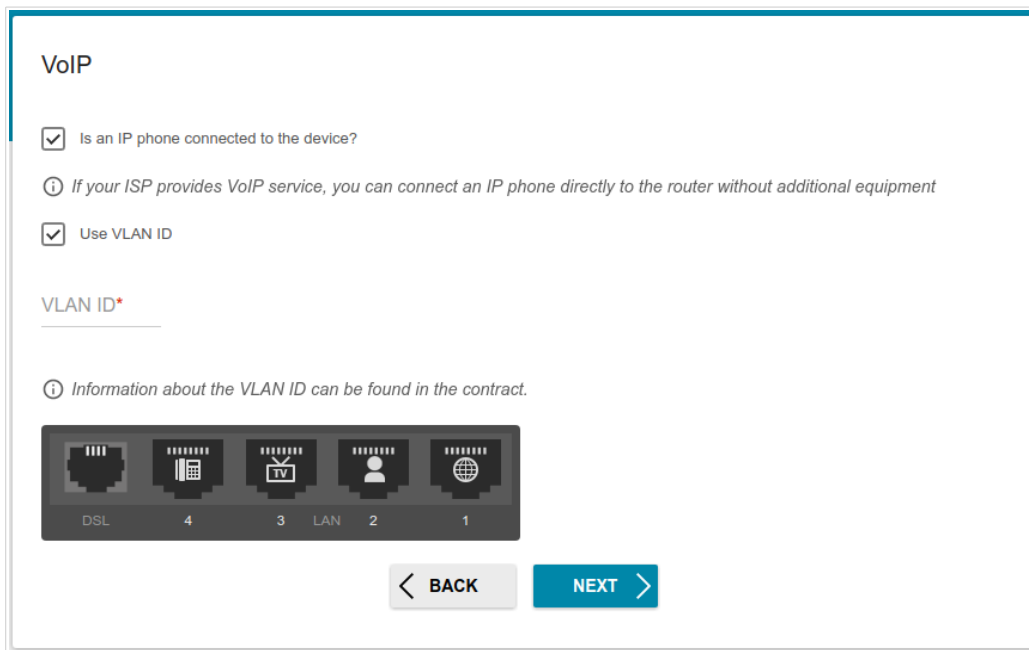 VoIP
Is an IP phone connected to the device?
If your ISP provides VoIP service, you can connect an IP phone directly to the router without additional equipment
Use VLAN ID
VLAN ID*
Information about the VLAN ID can be found in the contract.
TV
DSL 4 3 LAN 2 1
BACK NEXT